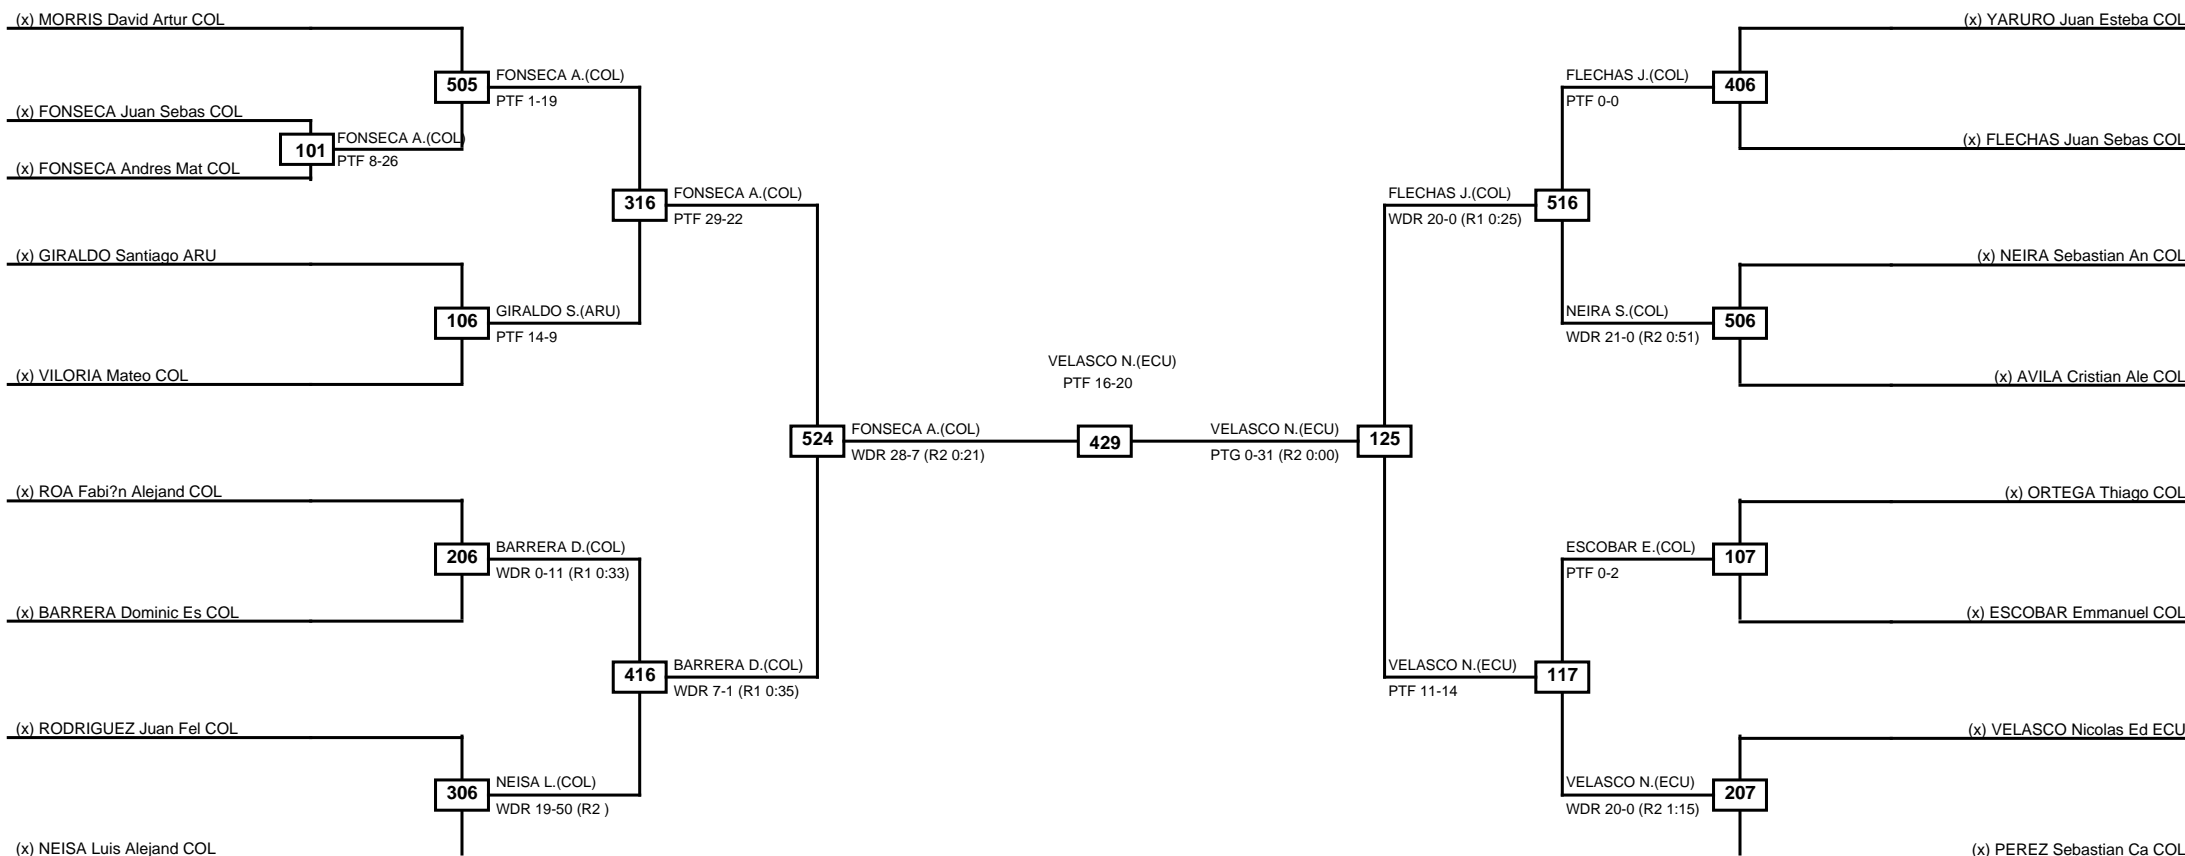 (x) MORRIS David Artur COL
(x) YARURO Juan Esteba COL
505
FONSECA A.(COL)
PTF 1-19
FLECHAS J.(COL)
PTF 0-0
406
(x) FONSECA Juan Sebas COL
101
FONSECA A.(COL)
PTF 8-26
(x) FONSECA Andres Mat COL
(x) FLECHAS Juan Sebas COL
316
FONSECA A.(COL)
PTF 29-22
FLECHAS J.(COL)
WDR 20-0 (R1 0:25)
516
(x) GIRALDO Santiago ARU
(x) NEIRA Sebastian An COL
106
GIRALDO S.(ARU)
PTF 14-9
NEIRA S.(COL)
WDR 21-0 (R2 0:51)
506
(x) VILORIA Mateo COL
(x) AVILA Cristian Ale COL
VELASCO N.(ECU)
PTF 16-20
524
FONSECA A.(COL)
WDR 28-7 (R2 0:21)
429
VELASCO N.(ECU)
PTG 0-31 (R2 0:00)
125
(x) ROA Fabi?n Alejand COL
(x) ORTEGA Thiago COL
206
BARRERA D.(COL)
WDR 0-11 (R1 0:33)
ESCOBAR E.(COL)
PTF 0-2
107
(x) BARRERA Dominic Es COL
(x) ESCOBAR Emmanuel COL
416
BARRERA D.(COL)
WDR 7-1 (R1 0:35)
VELASCO N.(ECU)
PTF 11-14
117
(x) RODRIGUEZ Juan Fel COL
(x) VELASCO Nicolas Ed ECU
306
NEISA L.(COL)
WDR 19-50 (R2 )
VELASCO N.(ECU)
WDR 20-0 (R2 1:15)
207
(x) NEISA Luis Alejand COL
(x) PEREZ Sebastian Ca COL